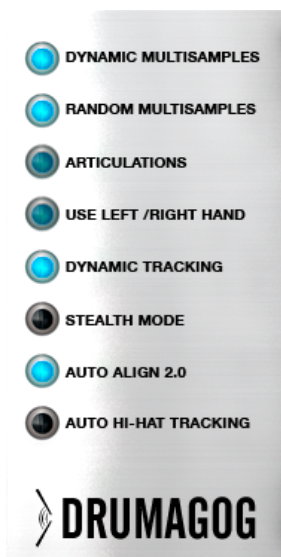 DYNAMIC MULTISAMPLES
RANDOM MULTISAMPLES
ARTICULATIONS
USE LEFT /RIGHT HAND
DYNAMIC TRACKING
STEALTH MODE
AUTO ALIGN 2.0
AUTO HI-HAT TRACKING
DRUMAGOG